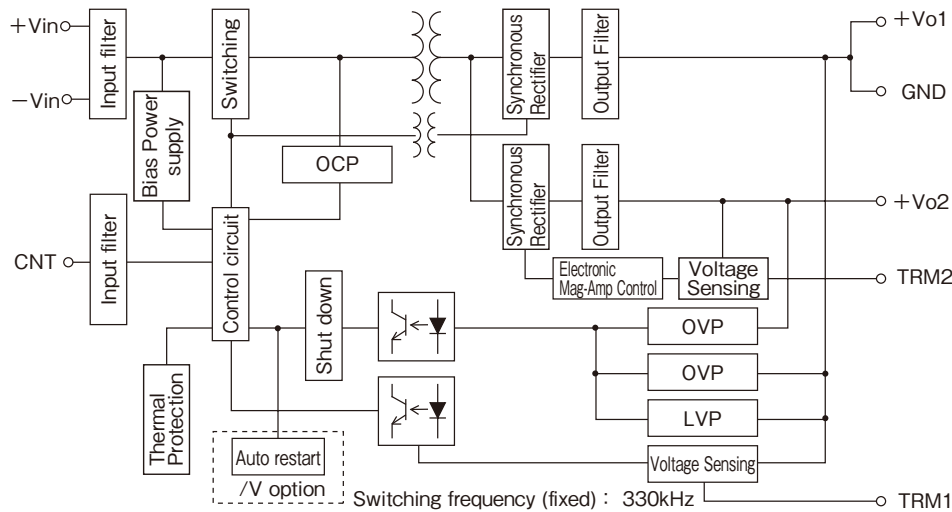 +Vin
−Vin
Input filter
Switching
Bias Power
supply
OCP
Synchronous
Rectifier
Output Filter
+Vo1
GND
Synchronous
Rectifier
Output Filter
+Vo2
CNT
Input filter
Control circuit
Electronic
Mag-Amp Control
Voltage
Sensing
TRM2
Thermal
Protection
Shut down
OVP
OVP
LVP
Auto restart
/V option
Voltage Sensing
Switching frequency (fixed) : 330kHz
TRM1